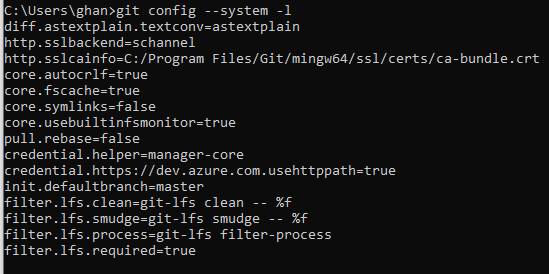 C:\Users\ghan>git config --system -l
diff.astextplain.textconv=astextplain
http.sslbackend=schannel
http.sslcainfo=C:/Program Files/Git/mingw64/ssl/certs/ca-bundle.crt
core.autocrlf=true
core.fscache=true
core.symlinks=false
core.usebuiltinfsmonitor=true
pull.rebase=false
credential.helper=manager-core
credential.https://dev.azure.com.usehttppath=true
init.defaultbranch=master
filter.lfs.clean=git-lfs clean -- %f
filter.lfs.smudge=git-lfs smudge -- %f
filter.lfs.process=git-lfs filter-process
filter.lfs.required=true